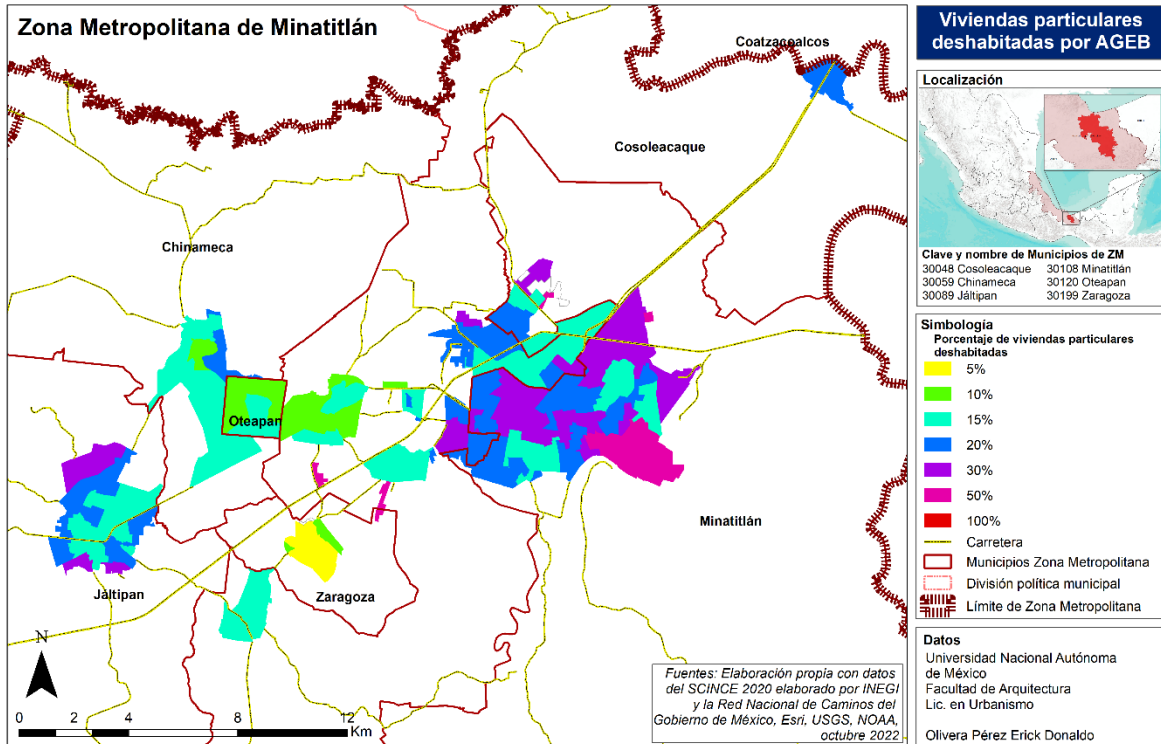 Zona Metropolitana de Minatitlán
Coatzacoalcos
Cosoleacaque
Chinameca
Oteapan
Minatitlán
Jàltipan
Zaragoza
N
0 2 4 8 12
Km
Fuentes: Elaboración propia con datos
del SCINCE 2020 elaborado por INEGI
y la Red Nacional de Caminos del
Gobierno de México, Esri, USGS, NOAA,
octubre 2022
Viviendas particulares
deshabitadas por AGEB
Localización
Clave y nombre de Municipios de ZM
30048 Cosoleacaque 30108 Minatitlán
30059 Chinameca 30120 Oteapan
30089 Jáltipan 30199 Zaragoza
Simbología
Porcentaje de viviendas particulares
deshabitadas
5%
10%
15%
20%
30%
50%
100%
Carretera
Municipios Zona Metropolitana
División política municipal
Límite de Zona Metropolitana
Datos
Universidad Nacional Autónoma
de México
Facultad de Arquitectura
Lic. en Urbanismo
Olivera Pérez Erick Donaldo